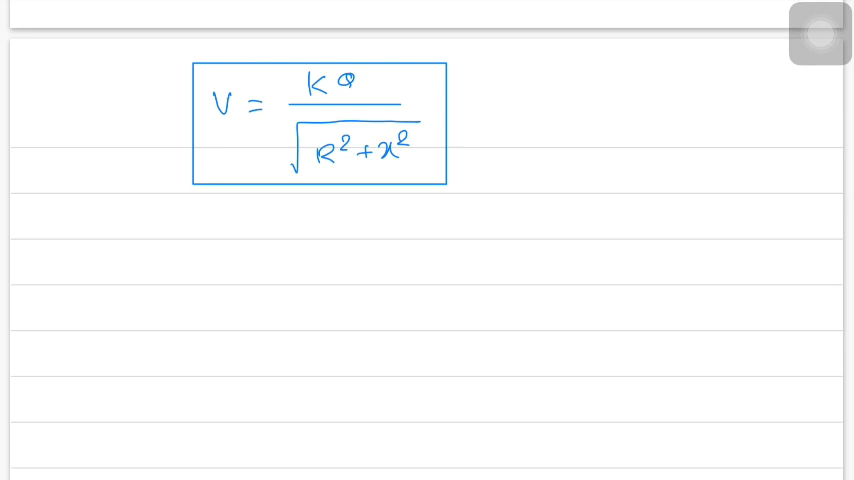 V = KQ / √(R² + x²)